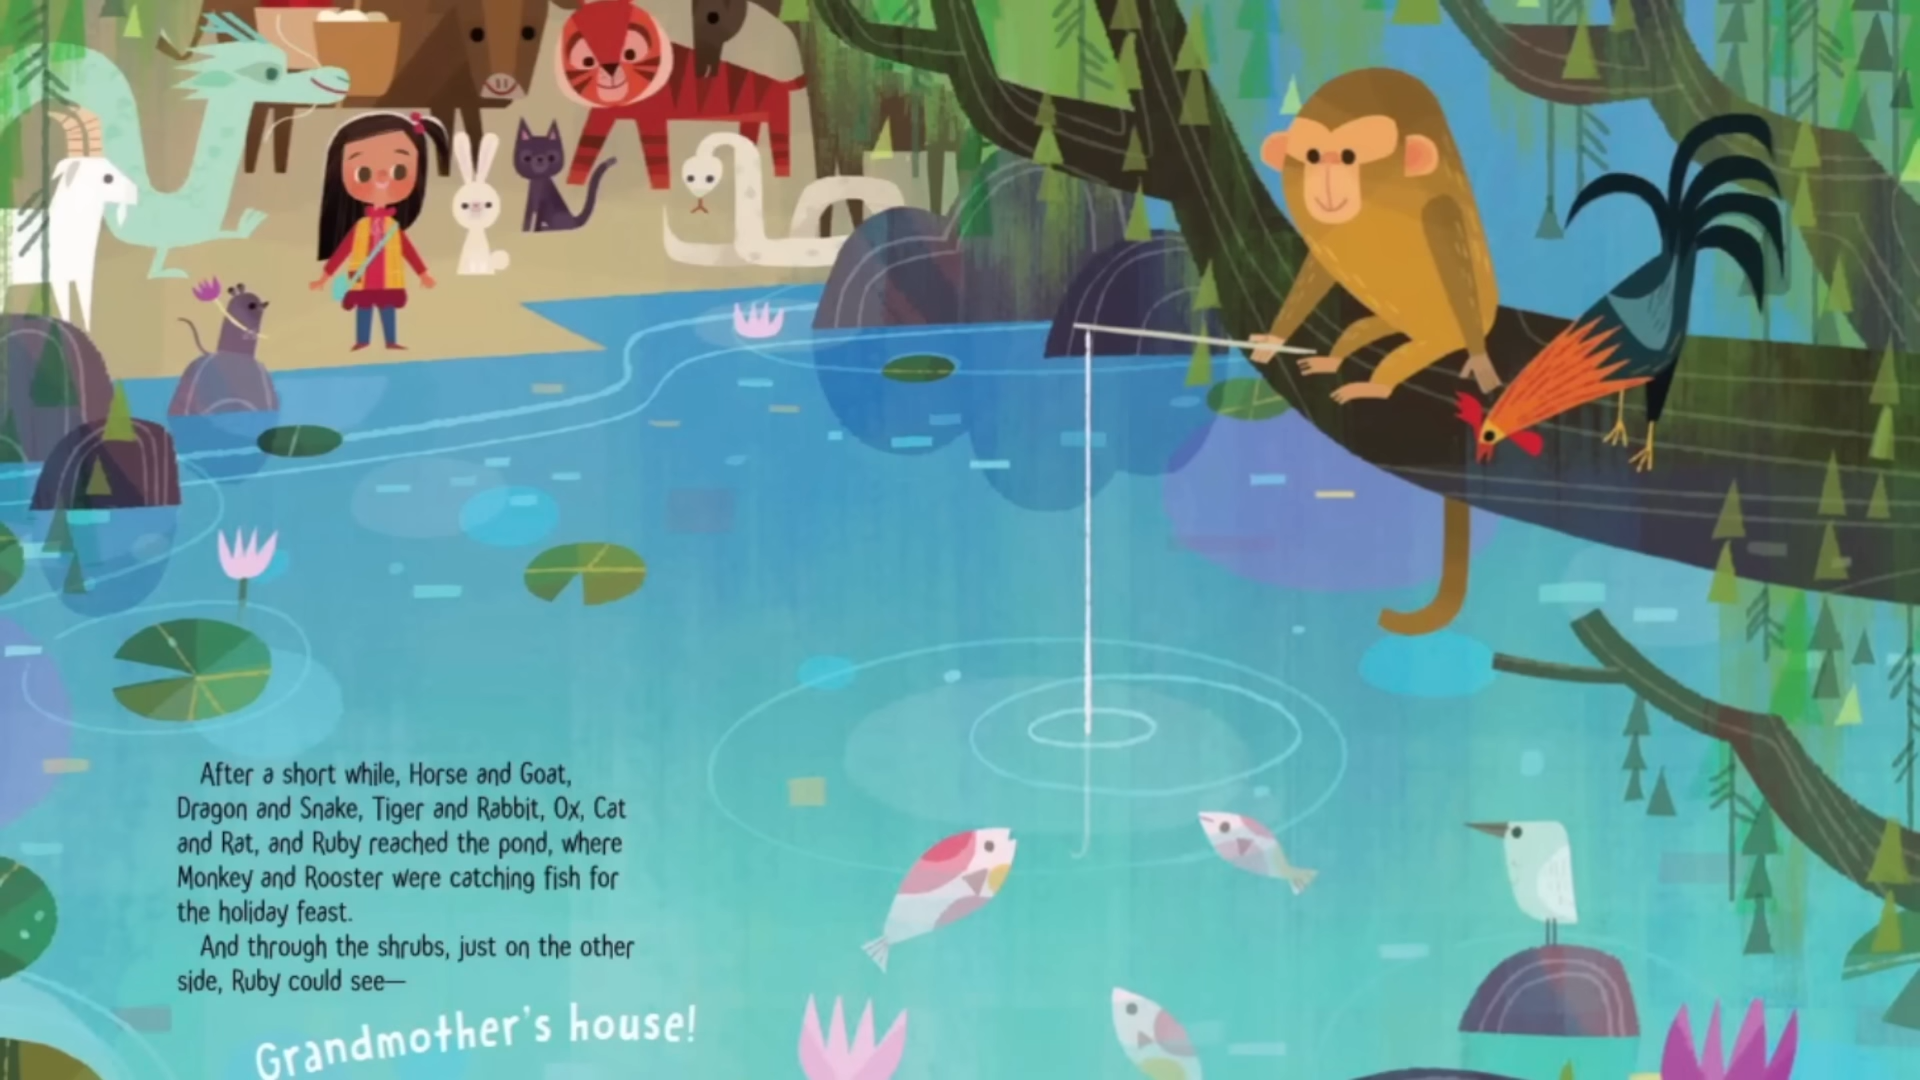 After a short while, Horse and Goat,
Dragon and Snake, Tiger and Rabbit, Ox, Cat
and Rat, and Ruby reached the pond, where
Monkey and Rooster were catching fish for
the holiday feast.
And through the shrubs, just on the other
side, Ruby could see—
Grandmother's house!